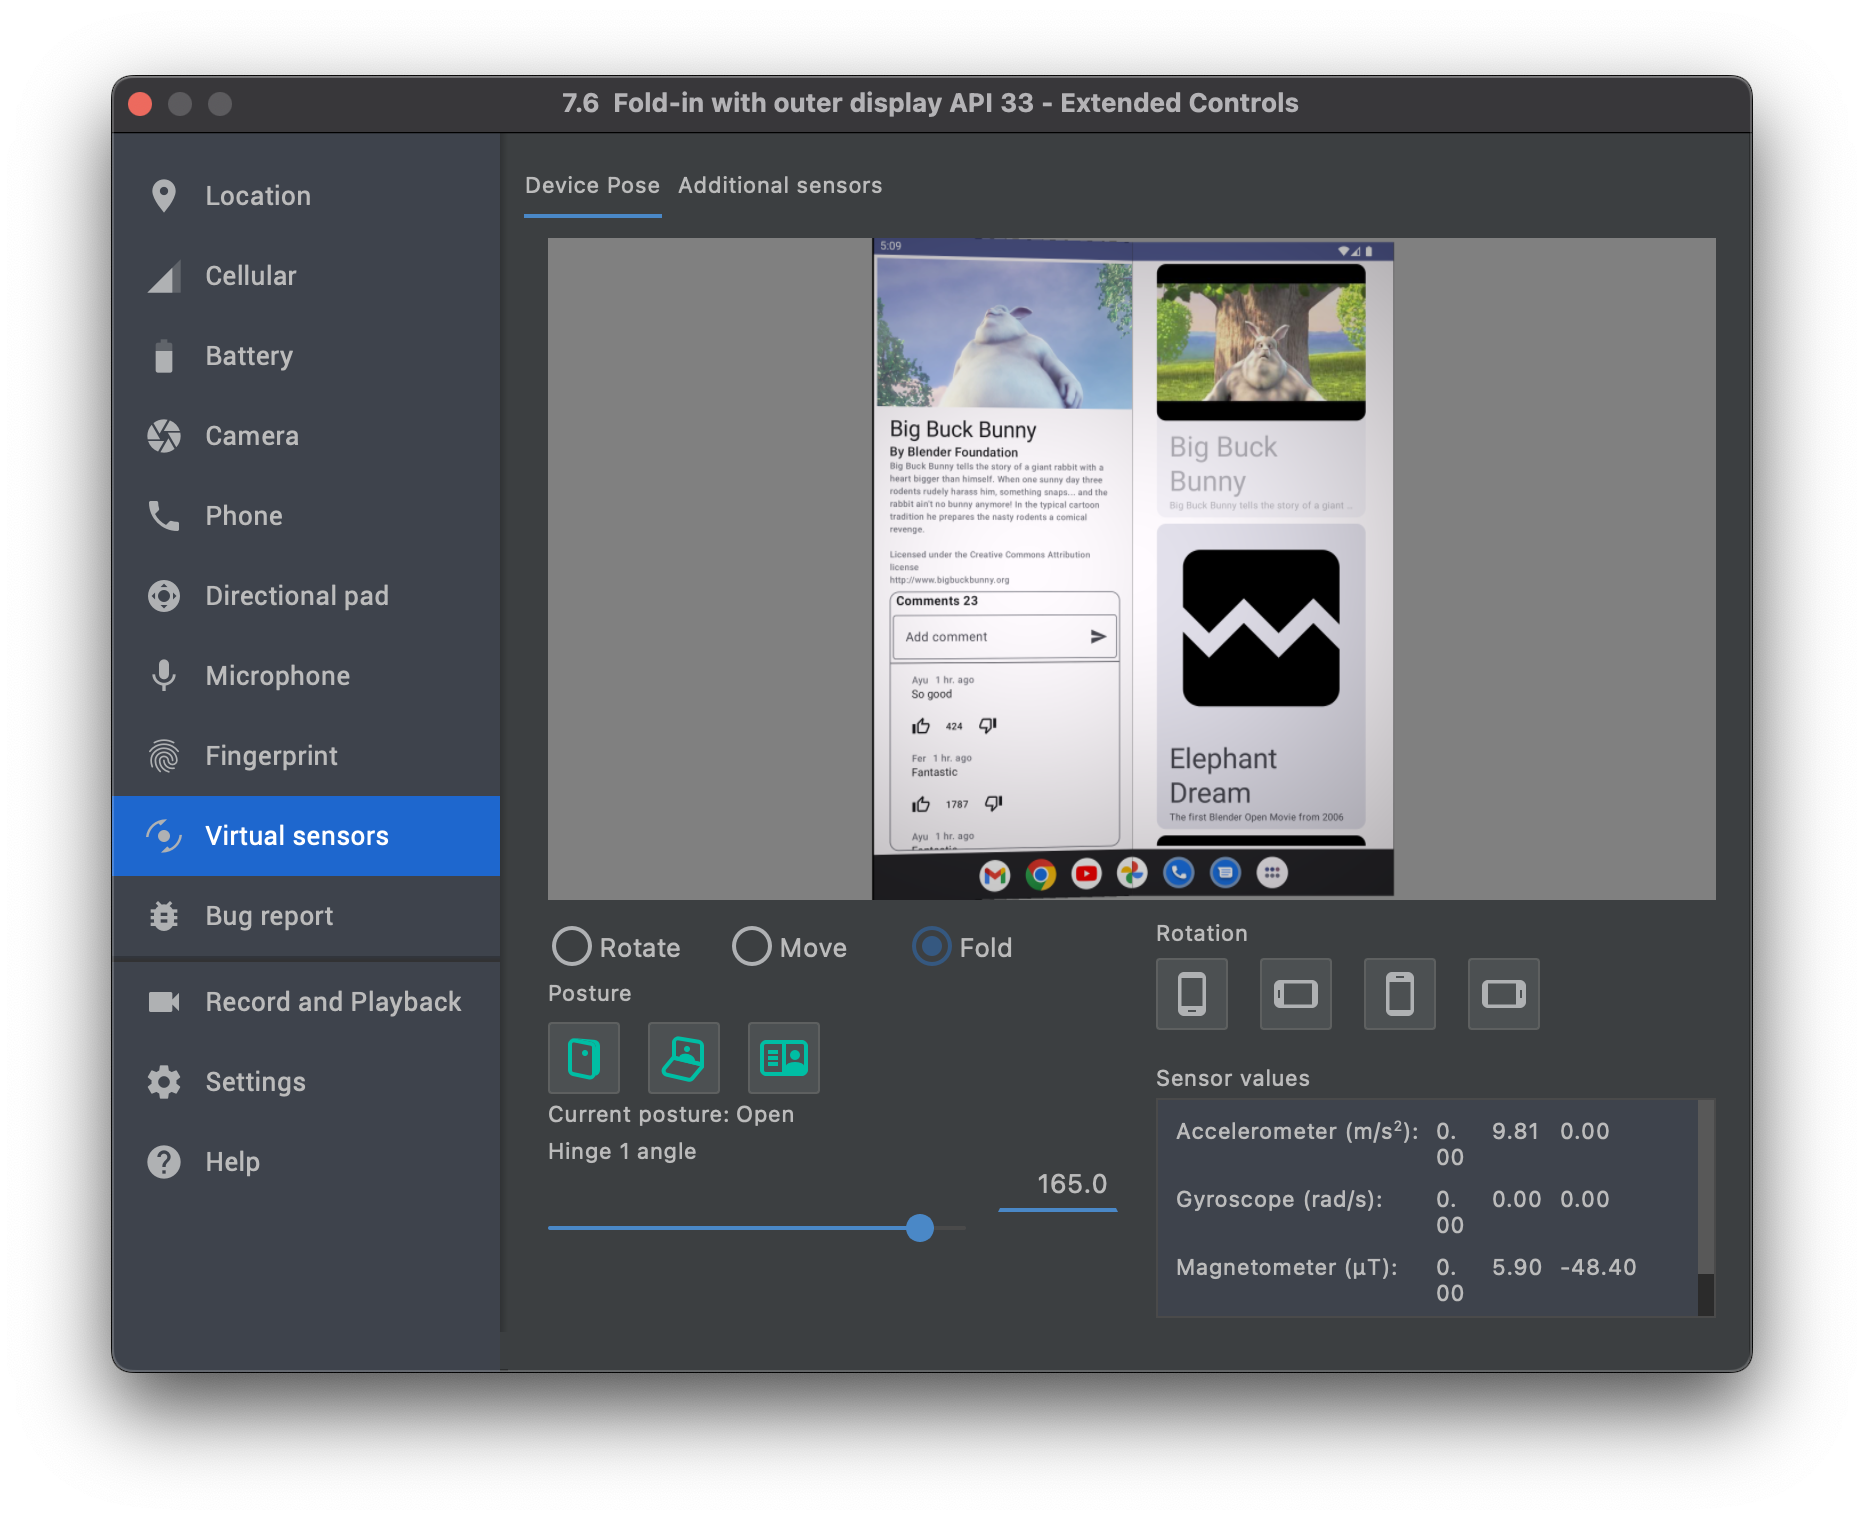 7.6  Fold-in with outer display API 33 - Extended Controls
Location
Cellular
Battery
Camera
Phone
Directional pad
Microphone
Fingerprint
Virtual sensors
Bug report
Record and Playback
Settings
Help
Device Pose
Additional sensors
5:09
Big Buck Bunny
By Blender Foundation
Big Buck Bunny tells the story of a giant rabbit with a
heart bigger than himself. When one sunny day three
rodents rudely harass him, something snaps... and the
rabbit ain't no bunny anymore! In the typical cartoon
tradition he prepares the nasty rodents a comical
revenge.
Licensed under the Creative Commons Attribution
license
http://www.bigbuckbunny.org
Comments 23
Add comment
Ayu 1 hr. ago
So good
424
Fer 1 hr. ago
Fantastic
1787
Ayu 1 hr. ago
Fantastic
Big Buck
Bunny
Big Buck Bunny tells the story of a giant ...
Elephant
Dream
The first Blender Open Movie from 2006
Rotate
Move
Fold
Posture
Current posture: Open
Hinge 1 angle
165.0
Rotation
Sensor values
Accelerometer (m/s²): 0. 9.81 0.00
00
Gyroscope (rad/s): 0. 0.00 0.00
00
Magnetometer (μT): 0. 5.90 -48.40
00